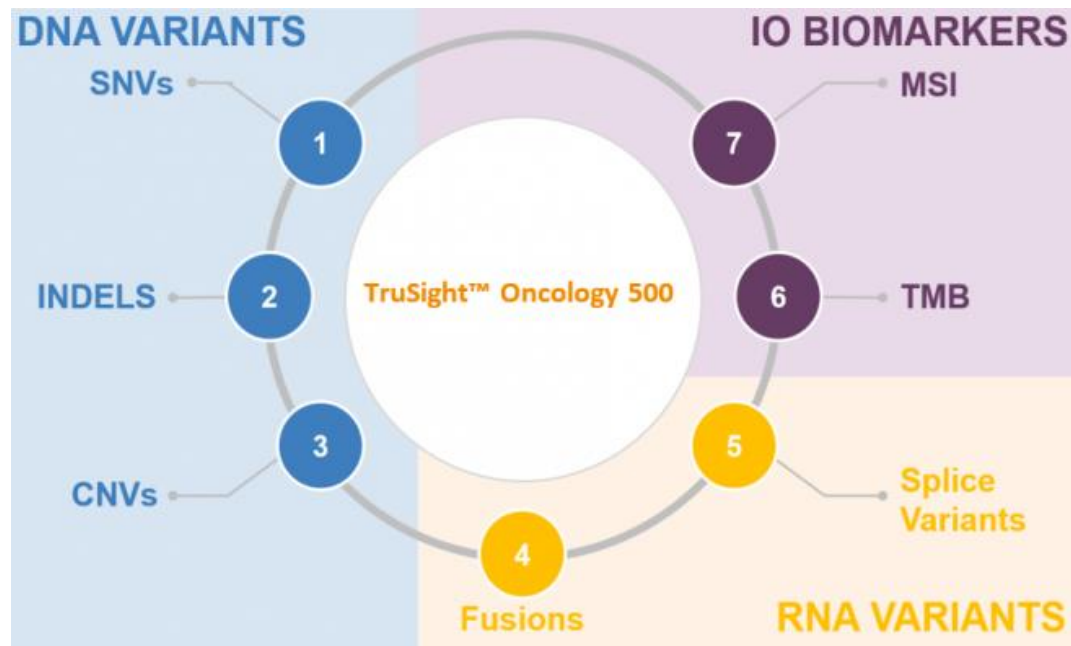 DNA VARIANTS
IO BIOMARKERS
SNVs
MSI
1
7
INDELS
2
TruSight™ Oncology 500
6
TMB
3
5
CNVs
Splice
Variants
4
Fusions
RNA VARIANTS